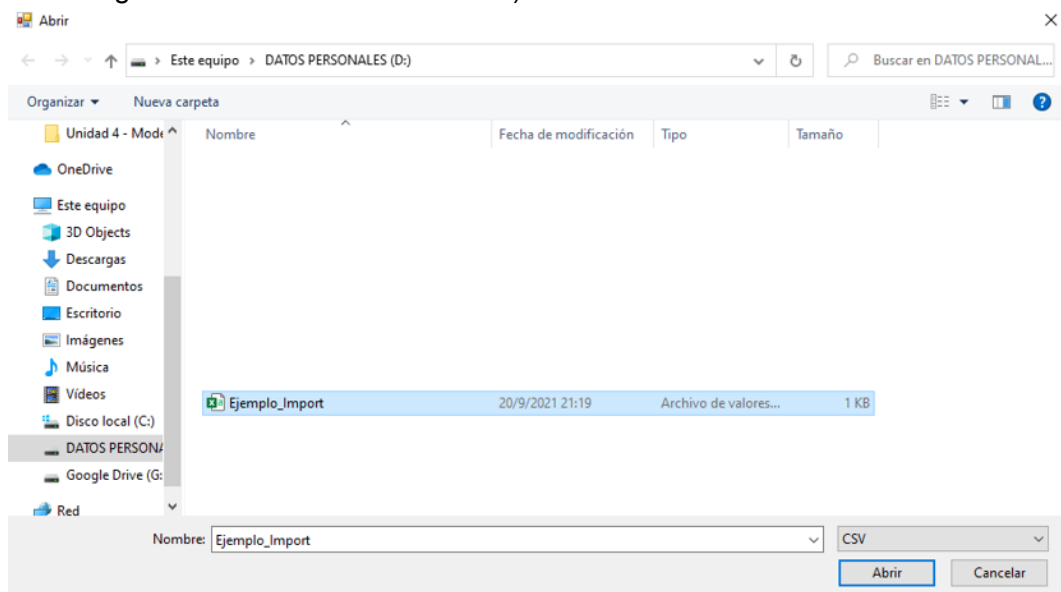 Abrir
Este equipo > DATOS PERSONALES (D:)
Buscar en DATOS PERSONAL...
Organizar
Nueva carpeta
Unidad 4 - Mode
Nombre
Fecha de modificación
Tipo
Tamaño
OneDrive
Este equipo
3D Objects
Descargas
Documentos
Escritorio
Imágenes
Música
Vídeos
Ejemplo_Import
20/9/2021 21:19
Archivo de valores...
1 KB
Disco local (C:)
DATOS PERSONA
Google Drive (G:
Red
Nombre: Ejemplo_Import
CSV
Abrir
Cancelar